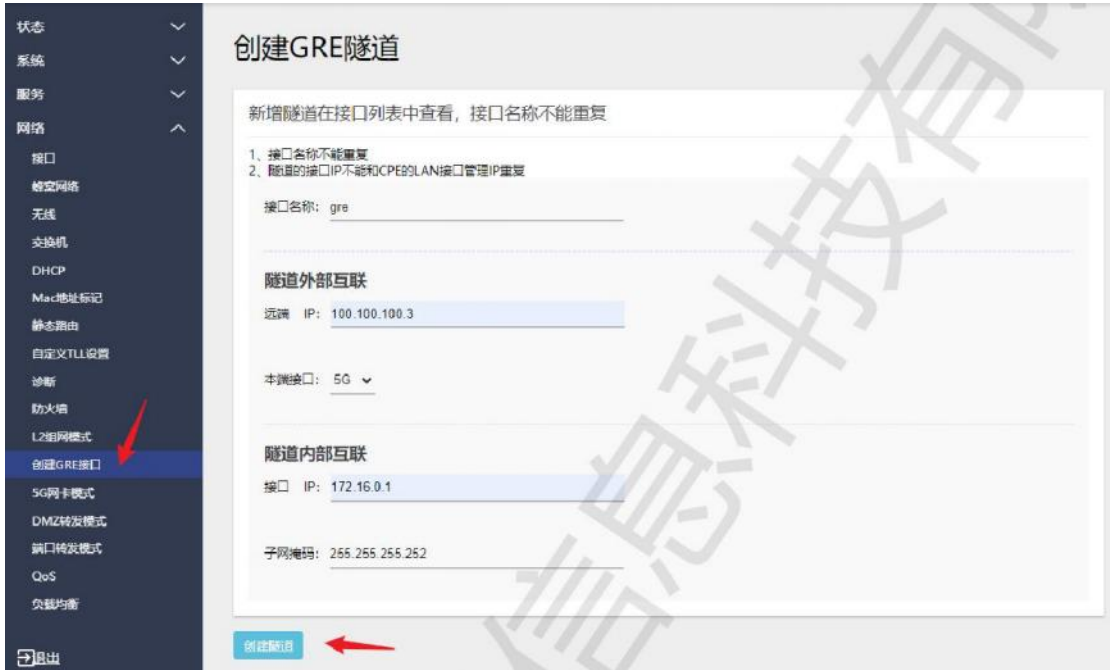 状态
系统
服务
网络
接口
蜂窝网络
无线
交换机
DHCP
Mac地址标记
静态路由
自定义TLL设置
诊断
防火墙
L2组网模式
创建GRE接口
5G网卡模式
DMZ转发模式
端口转发模式
QoS
负载均衡
退出
创建GRE隧道
新增隧道在接口列表中查看，接口名称不能重复
1、接口名称不能重复
2、隧道的接口IP不能和CPE的LAN接口管理IP重复
接口名称: gre
隧道外部互联
远端 IP: 100.100.100.3
本端接口: 5G
隧道内部互联
接口 IP: 172.16.0.1
子网掩码: 255.255.255.252
创建隧道
信息科技有限